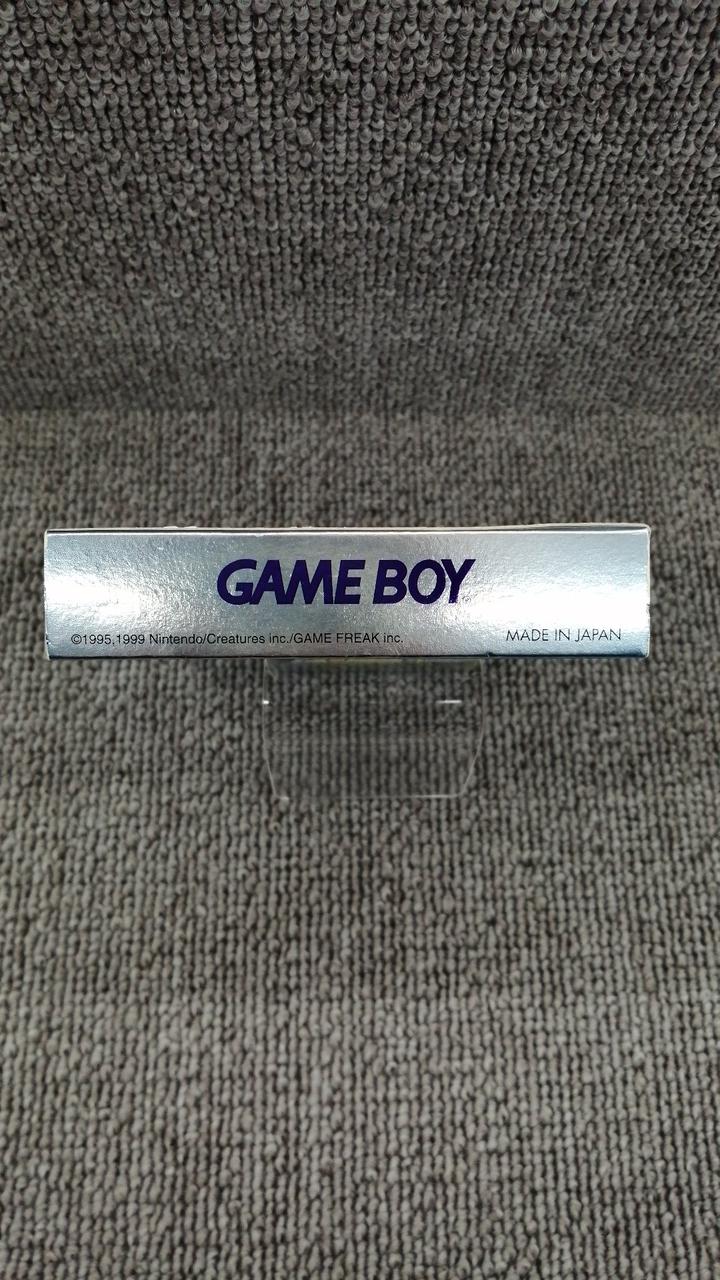 GAME BOY
©1995,1999 Nintendo/Creatures inc./GAME FREAK inc.
MADE IN JAPAN